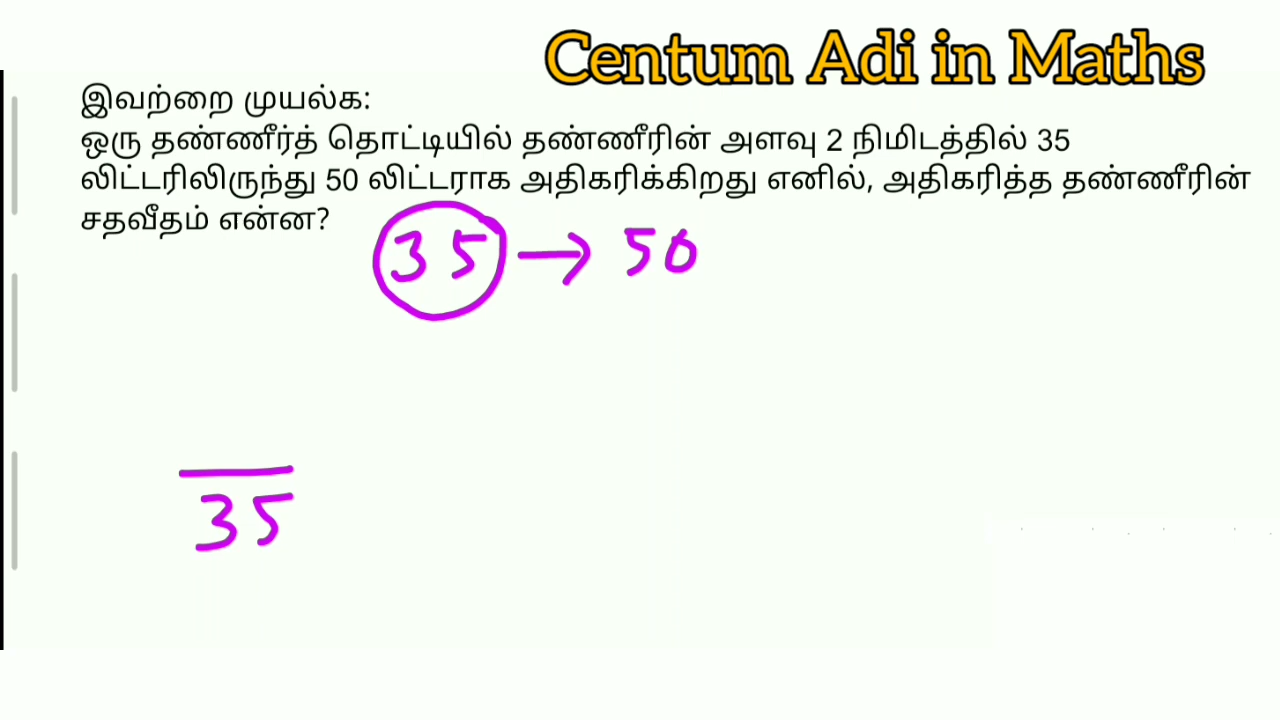 Centum Adi in Maths
இவற்றை முயல்க:
ஒரு தண்ணீர்த் தொட்டியில் தண்ணீரின் அளவு 2 நிமிடத்தில் 35
லிட்டரிலிருந்து 50 லிட்டராக அதிகரிக்கிறது எனில், அதிகரித்த தண்ணீரின்
சதவீதம் என்ன?
35 → 50
35